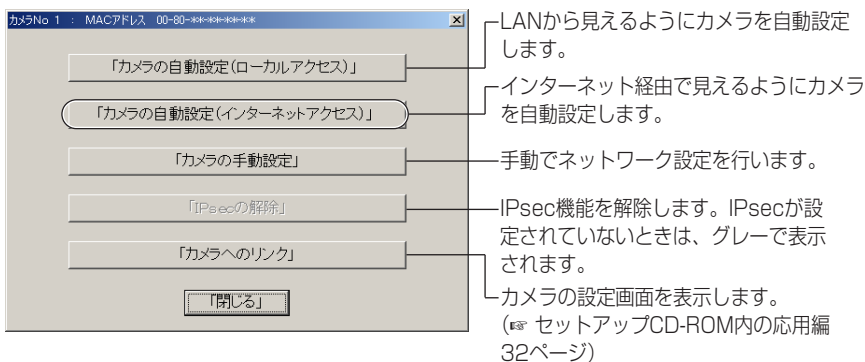 カメラNo 1 : MACアドレス 00-80-**-**-**-**
「カメラの自動設定(ローカルアクセス)」
「カメラの自動設定(インターネットアクセス)」
「カメラの手動設定」
「IPsecの解除」
「カメラへのリンク」
「閉じる」
LANから見えるようにカメラを自動設定
します。
インターネット経由で見えるようにカメラ
を自動設定します。
手動でネットワーク設定を行います。
IPsec機能を解除します。IPsecが設
定されていないときは、グレーで表示
されます。
カメラの設定画面を表示します。
(☞ セットアップCD-ROM内の応用編
32ページ)